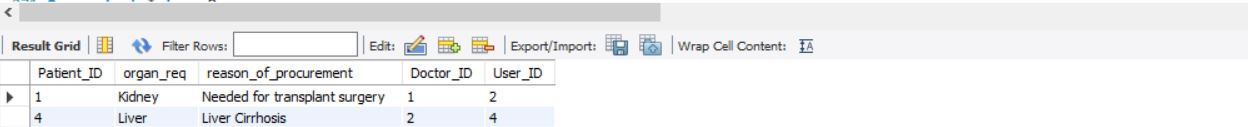 Result Grid Filter Rows: Edit: Export/Import: Wrap Cell Content: IA
Patient_ID organ_req reason_of_procurement Doctor_ID User_ID
1 Kidney Needed for transplant surgery 1 2
4 Liver Liver Cirrhosis 2 4